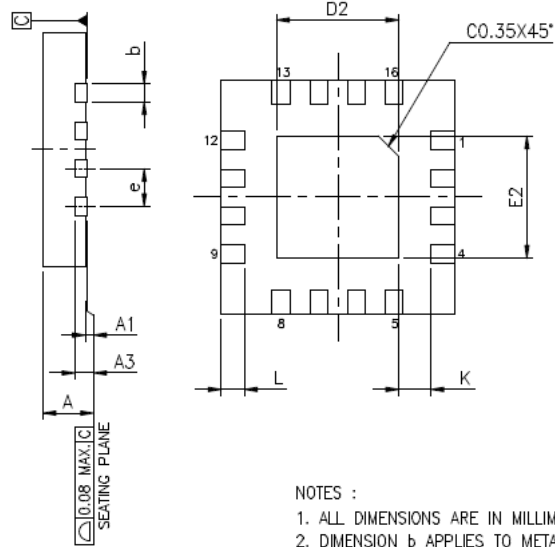 C
D2
C0.35X45°
b
13
16
12
1
e
E2
9
4
A1
8
5
A3
L
K
A
0.08 MAX. C
SEATING PLANE
NOTES :
1. ALL DIMENSIONS ARE IN MILLIM
2. DIMENSION b APPLIES TO META